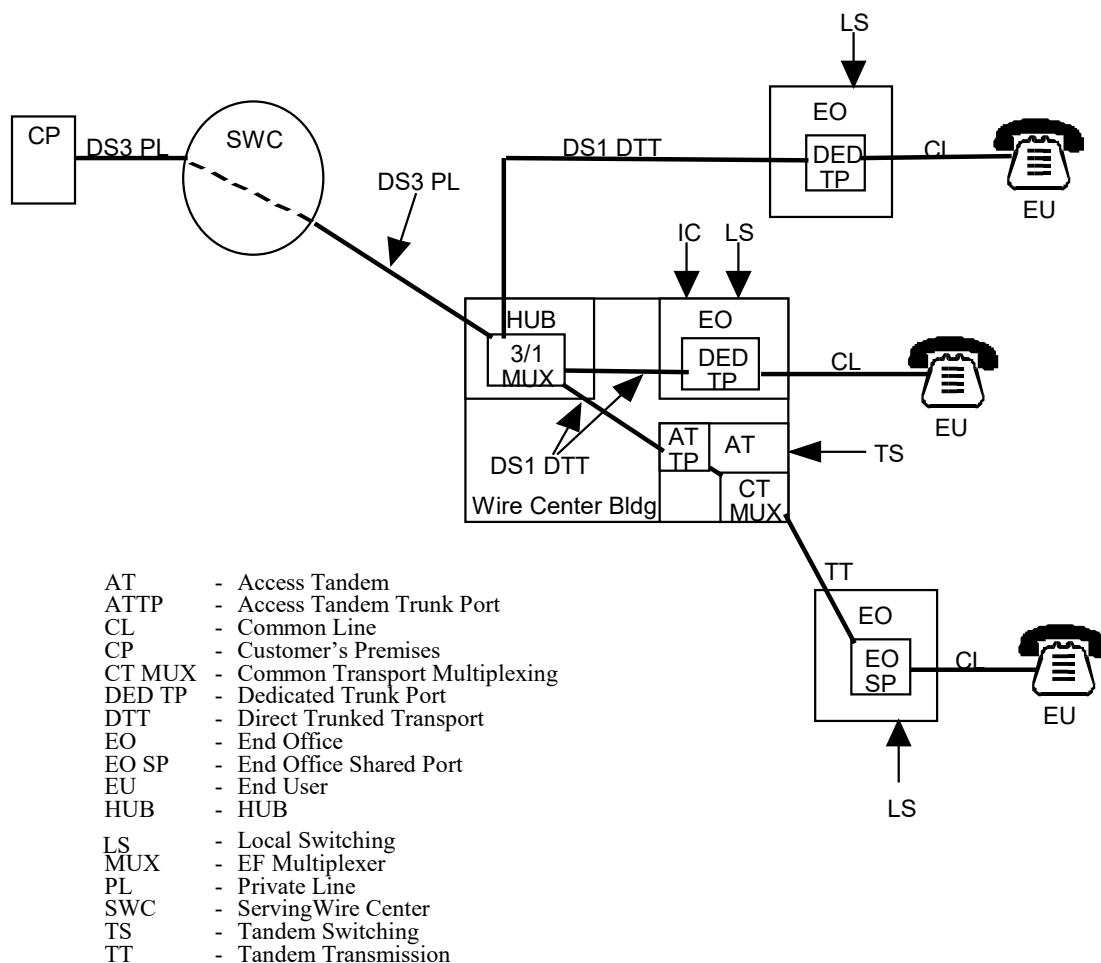 LS
EO
CP
DS3 PL
SWC
DS1 DTT
DED
TP
CL
EU
DS3 PL
IC
LS
HUB
EO
3/1
MUX
DED
TP
CL
EU
AT
TP
AT
TS
DS1 DTT
CT
MUX
Wire Center Bldg
TT
EO
EO
SP
CL
EU
LS
AT - Access Tandem
ATTP - Access Tandem Trunk Port
CL - Common Line
CP - Customer’s Premises
CT MUX - Common Transport Multiplexing
DED TP - Dedicated Trunk Port
DTT - Direct Trunked Transport
EO - End Office
EO SP - End Office Shared Port
EU - End User
HUB - HUB
LS - Local Switching
MUX - EF Multiplexer
PL - Private Line
SWC - ServingWire Center
TS - Tandem Switching
TT - Tandem Transmission